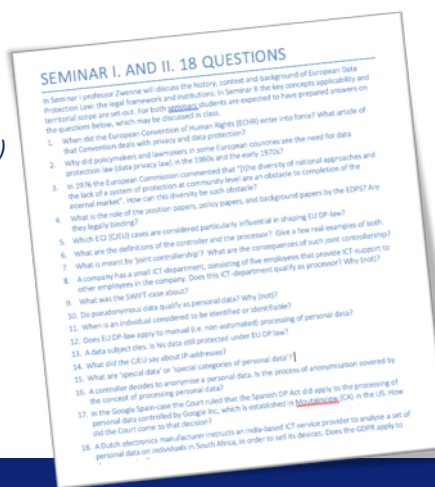 SEMINAR I. AND II. 18 QUESTIONS
In Seminar I professor Zwenne will discuss the history, context and background of European Data
Protection Law: the legal framework and institutions. In Seminar II the key concepts applicability and
territorial scope are set out. For both seminars students are expected to have prepared answers on
the questions below, which may be discussed in class.
1. When did the European Convention of Human Rights (ECHR) enter into force? What article of
that Convention deals with privacy and data protection?
2. Why did policymakers and lawmakers in some European countries see the need for data
protection law (data privacy law) in the 1960s and the early 1970s?
3. In 1976 the European Commission commented that "[t]he diversity of national approaches and
the lack of a system of protection at community level are an obstacle to completion of the
internal market". How can this diversity be such obstacle?
4. What is the role of the position papers, policy papers, and background papers by the EDPS? Are
they legally binding?
5. Which ECJ (CJEU) cases are considered particularly influential in shaping EU DP-law?
6. What are the definitions of the controller and the processor? Give a few real examples of both.
7. What is meant by 'joint controllership'? What are the consequences of such joint controllership?
8. A company has a small ICT-department, consisting of five employees that provide ICT-support to
other employees in the company. Does this ICT-department qualify as processor? Why (not)?
9. What was the SWIFT-case about?
10. Do pseudonymous data qualify as personal data? Why (not)?
11. When is an individual considered to be identified or identifiable?
12. Does EU DP-law apply to manual (i.e. non-automated) processing of personal data?
13. A data subject dies. Is his data still protected under EU DP law?
14. What did the CJEU say about IP-addresses?
15. What are 'special data' or 'special categories of personal data'?
16. A controller decides to anonymise a personal data. Is the process of anonymisation covered by
the concept of processing personal data?
17. In the Google Spain-case the Court ruled that the Spanish DP Act did apply to the processing of
personal data controlled by Google Inc, which is established in Moutainview (CA) in the US. How
did the Court come to that decision?
18. A Dutch electronics manufacturer instructs an India-based ICT-service provider to analyse a set of
personal data on individuals in South Africa, in order to sell its devices. Does the GDPR apply to
)